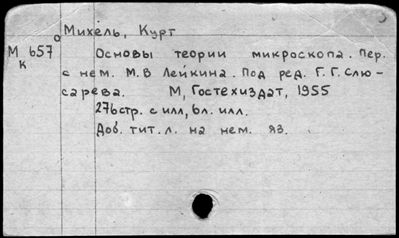 Михель, Курт
М 657
к
Основы теории микроскопа. Пер.
с нем. М.В Лейкина. Под ред. Г.Г. Слю-
сарева. М, Гостехиздат, 1955
276стр. с илл, 6л. илл.
Доб. тит. л. на нем. яз.